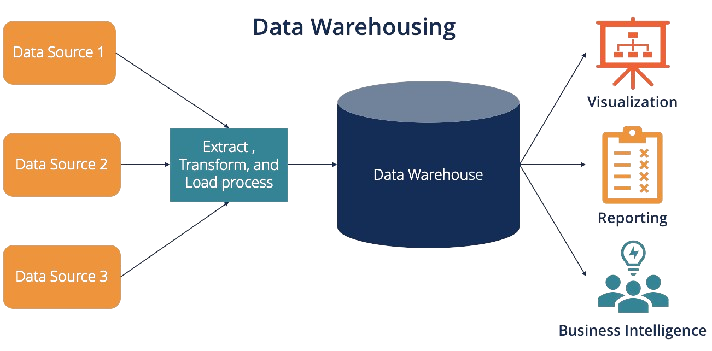 Data Warehousing
Data Source 1
Data Source 2
Data Source 3
Extract ,
Transform, and
Load process
Data Warehouse
Visualization
Reporting
Business Intelligence